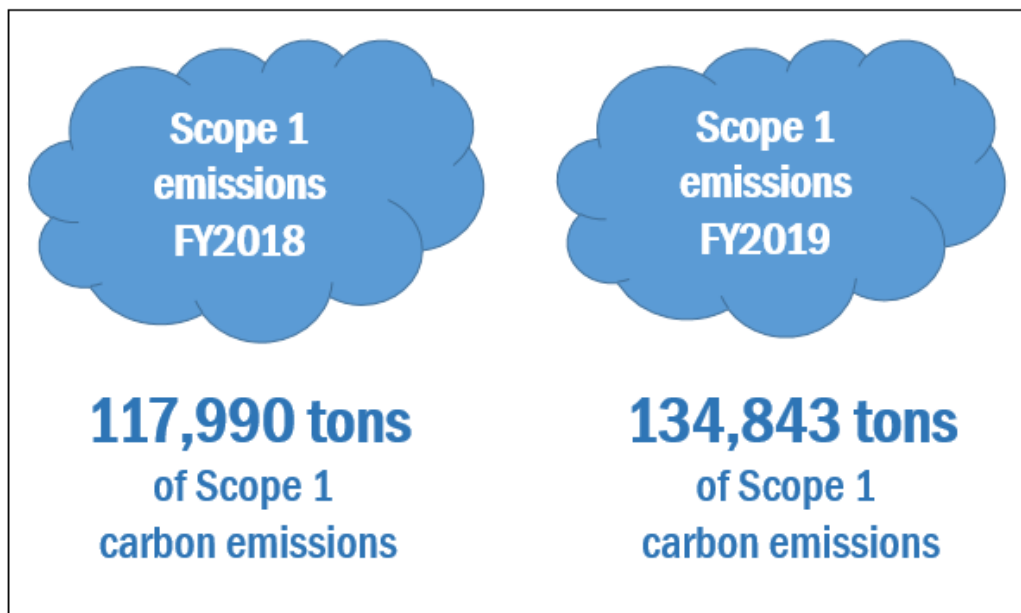 Scope 1
emissions
FY2018
117,990 tons
of Scope 1
carbon emissions
Scope 1
emissions
FY2019
134,843 tons
of Scope 1
carbon emissions